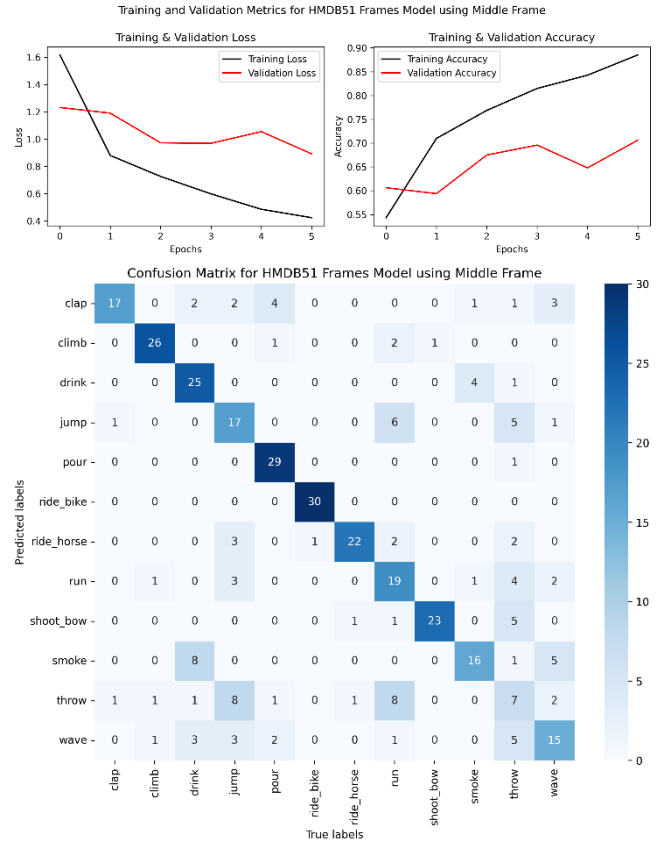 Training and Validation Metrics for HMDB51 Frames Model using Middle Frame
Training & Validation Loss
1.6
1.4
1.2
1.0
0.8
0.6
0.4
Loss
Training Loss
Validation Loss
0 1 2 3 4 5
Epochs
Training & Validation Accuracy
0.90
0.85
0.80
0.75
0.70
0.65
0.60
0.55
Accuracy
Training Accuracy
Validation Accuracy
0 1 2 3 4 5
Epochs
Confusion Matrix for HMDB51 Frames Model using Middle Frame
Predicted labels
clap 17 0 2 2 4 0 0 0 0 1 1 3
climb 0 26 0 0 1 0 0 2 1 0 0 0
drink 0 0 25 0 0 0 0 0 0 4 1 0
jump 1 0 0 17 0 0 0 6 0 0 5 1
pour 0 0 0 0 29 0 0 0 0 0 1 0
ride_bike 0 0 0 0 0 30 0 0 0 0 0 0
ride_horse 0 0 0 3 0 1 22 2 0 0 2 0
run 0 1 0 3 0 0 0 19 0 1 4 2
shoot_bow 0 0 0 0 0 0 1 1 23 0 5 0
smoke 0 0 8 0 0 0 0 0 0 16 1 5
throw 1 1 1 8 1 0 1 8 0 0 7 2
wave 0 1 3 3 2 0 0 1 0 0 5 15
clap climb drink jump pour ride_bike ride_horse run shoot_bow smoke throw wave
True labels
30
25
20
15
10
5
0